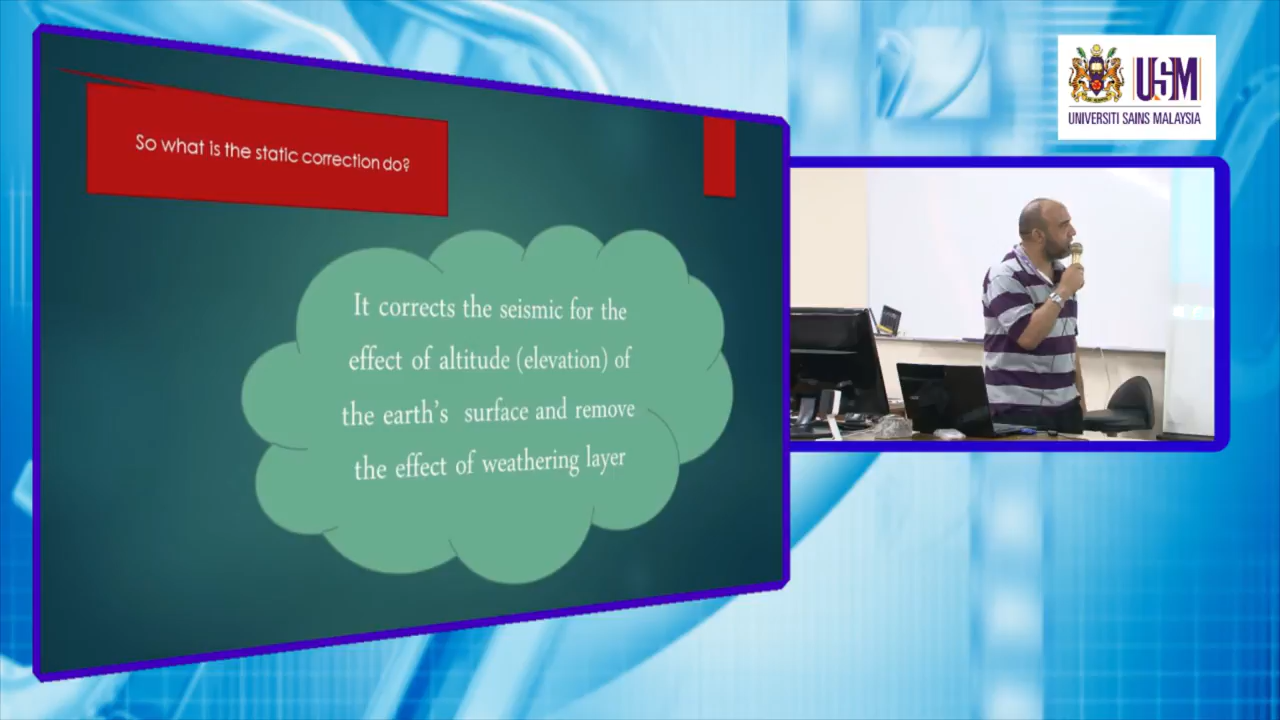 So what is the static correction do?
It corrects the seismic for the
effect of altitude (elevation) of
the earth's surface and remove
the effect of weathering layer
USM
UNIVERSITI SAINS MALAYSIA